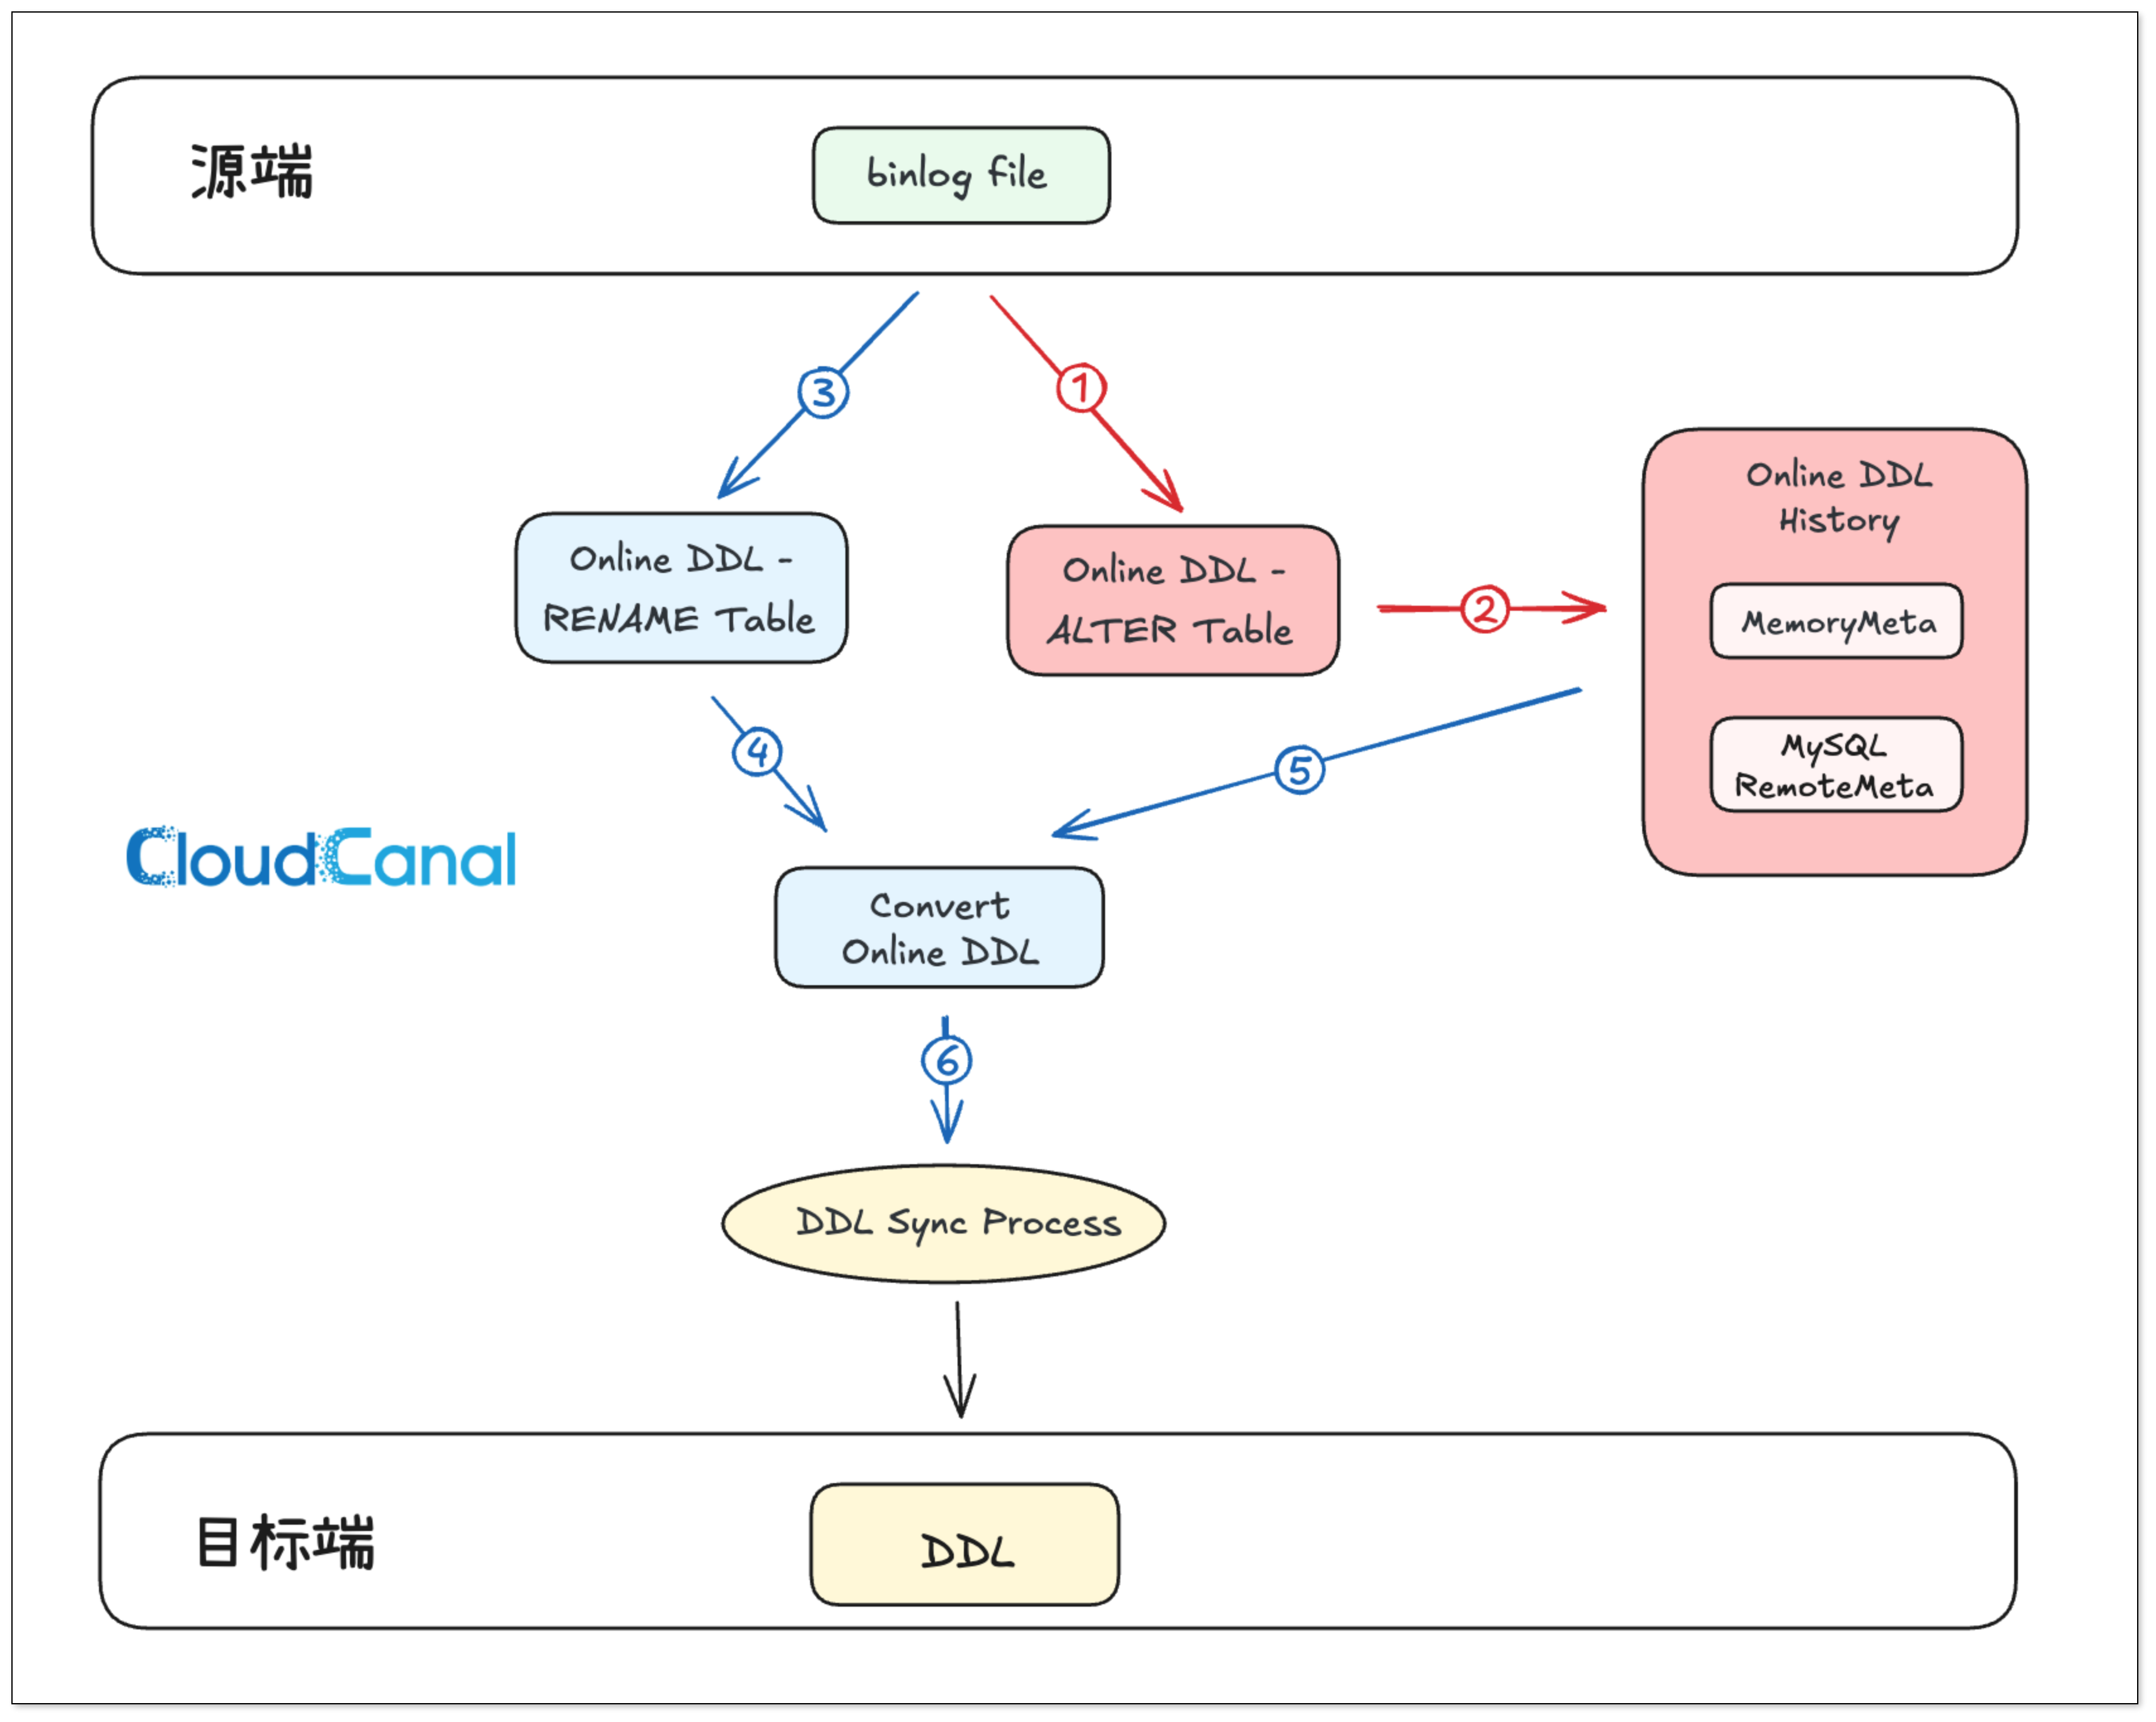 源端
binlog file
3
1
Online DDL
History
Online DDL -
RENAME Table
Online DDL -
ALTER Table
2
MemoryMeta
4
5
MySQL
RemoteMeta
CloudCanal
Convert
Online DDL
6
DDL Sync Process
目标端
DDL